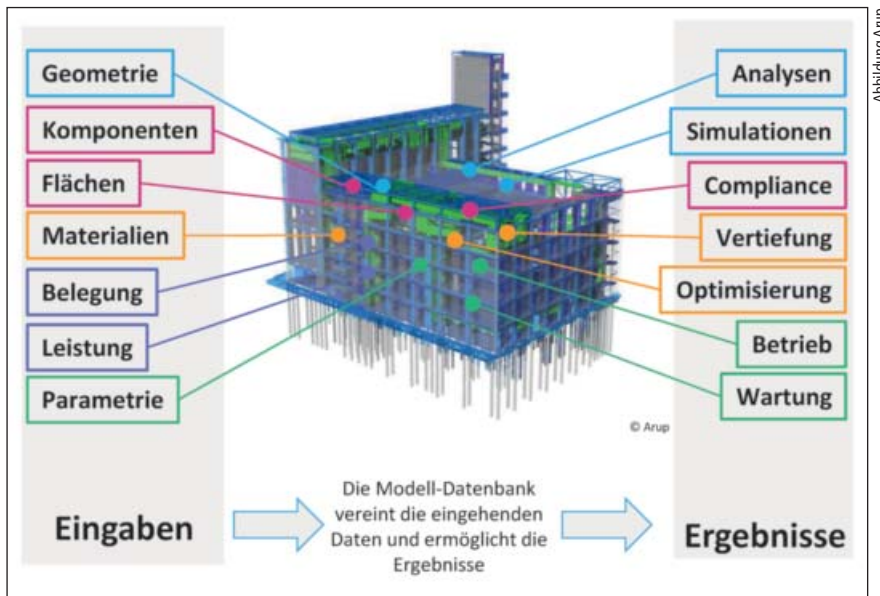 Geometrie
Komponenten
Flächen
Materialien
Belegung
Leistung
Parametrie
Analysen
Simulationen
Compliance
Vertiefung
Optimisierung
Betrieb
Wartung
© Arup
Eingaben
Die Modell-Datenbank
vereint die eingehenden
Daten und ermöglicht die
Ergebnisse
Ergebnisse
Abbildung Arup